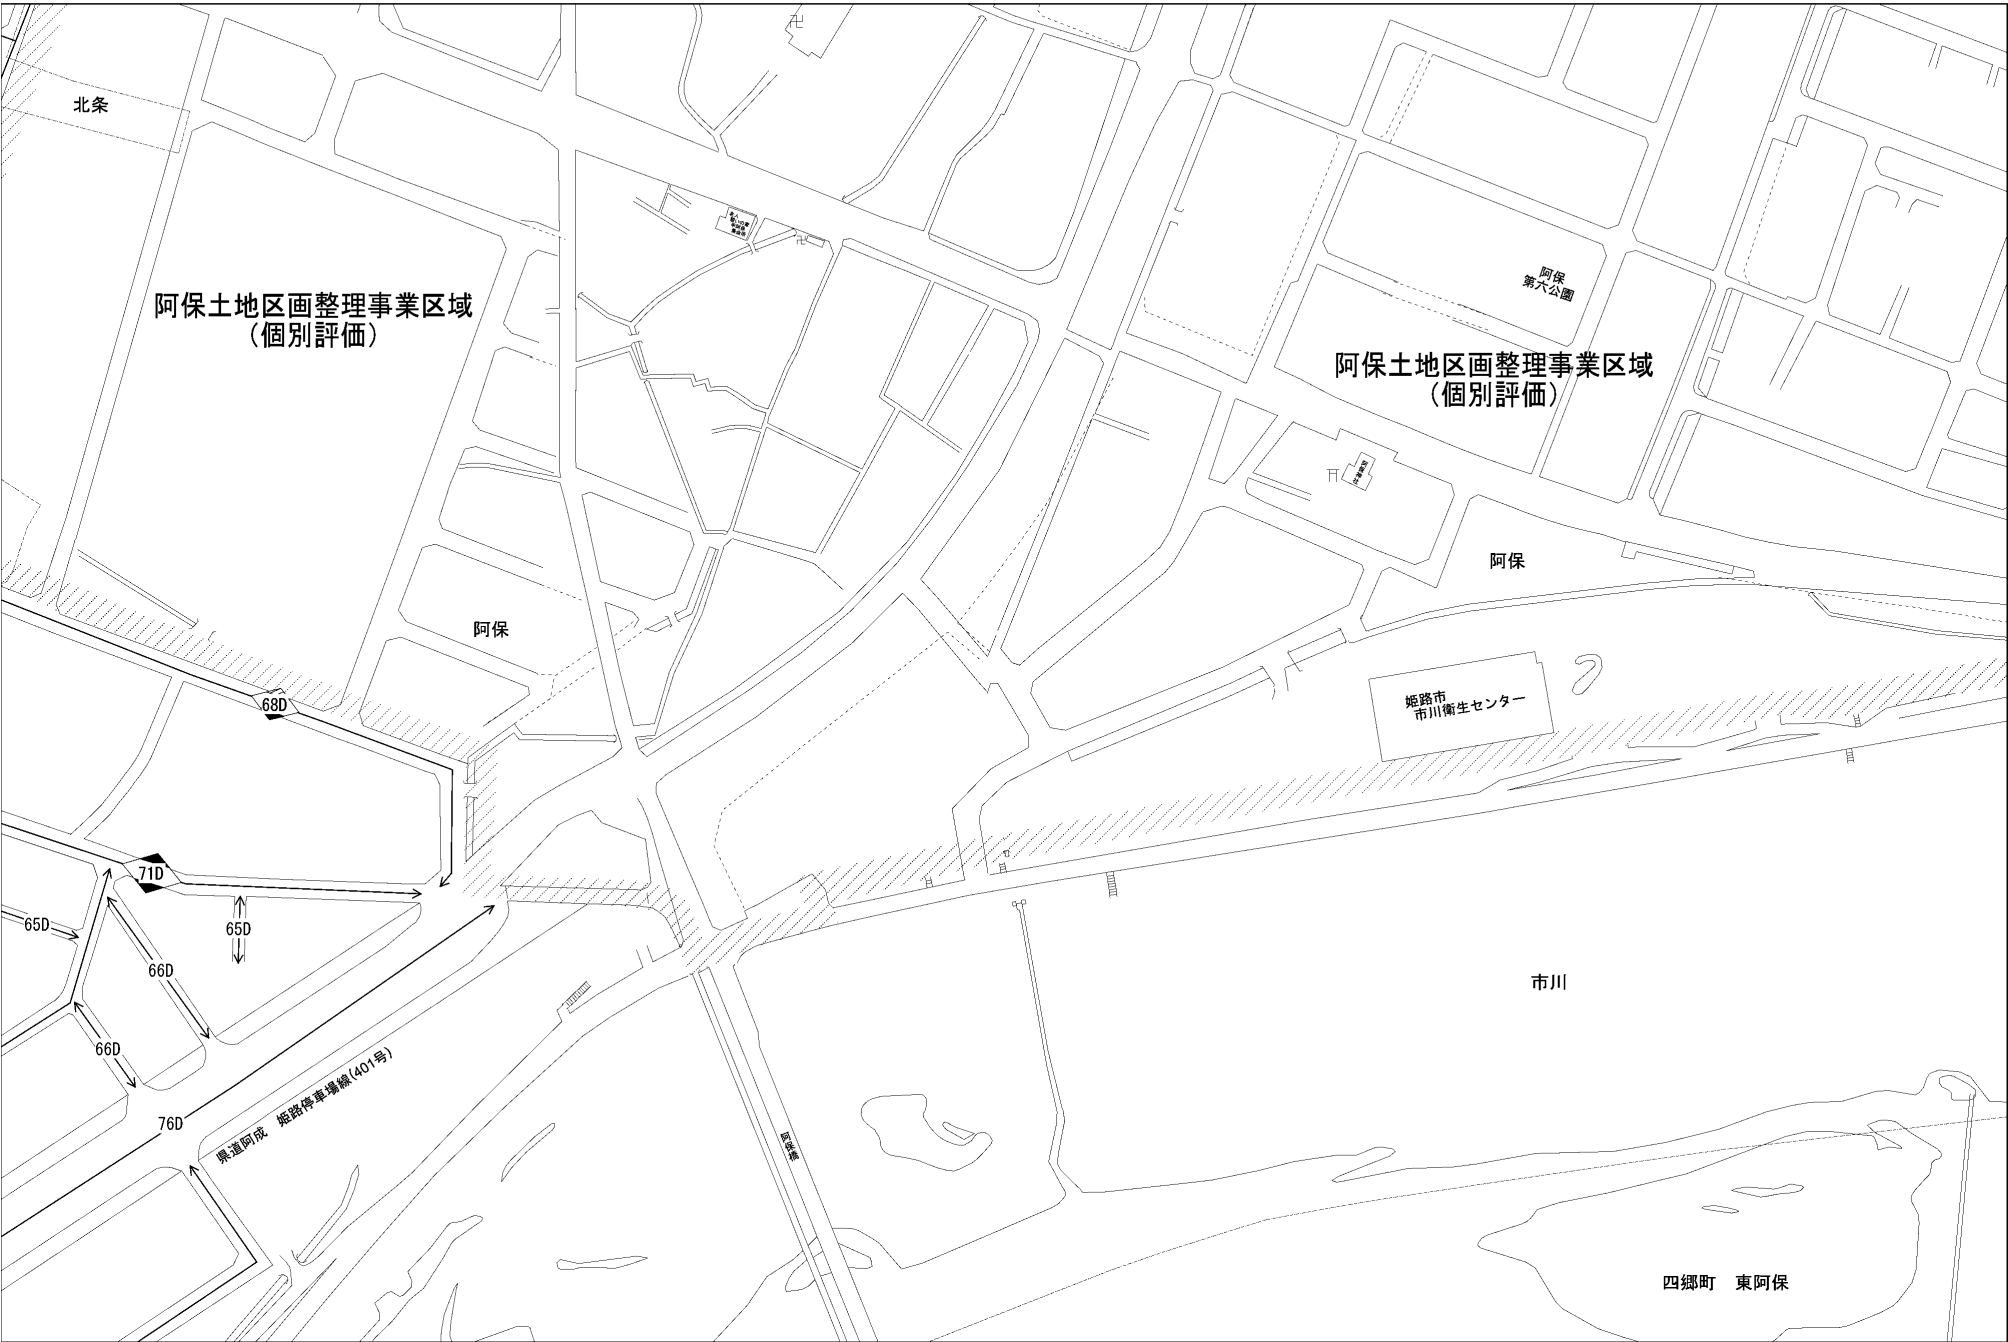 北条
阿保土地区画整理事業区域
（個別評価）
阿保
第六公園
阿保土地区画整理事業区域
（個別評価）
阿保
阿保
姫路市
市川衛生センター
68D
71D
65D
65D
66D
66D
76D
県道阿成 姫路停車場線(401号)
阿保橋
市川
四郷町 東阿保